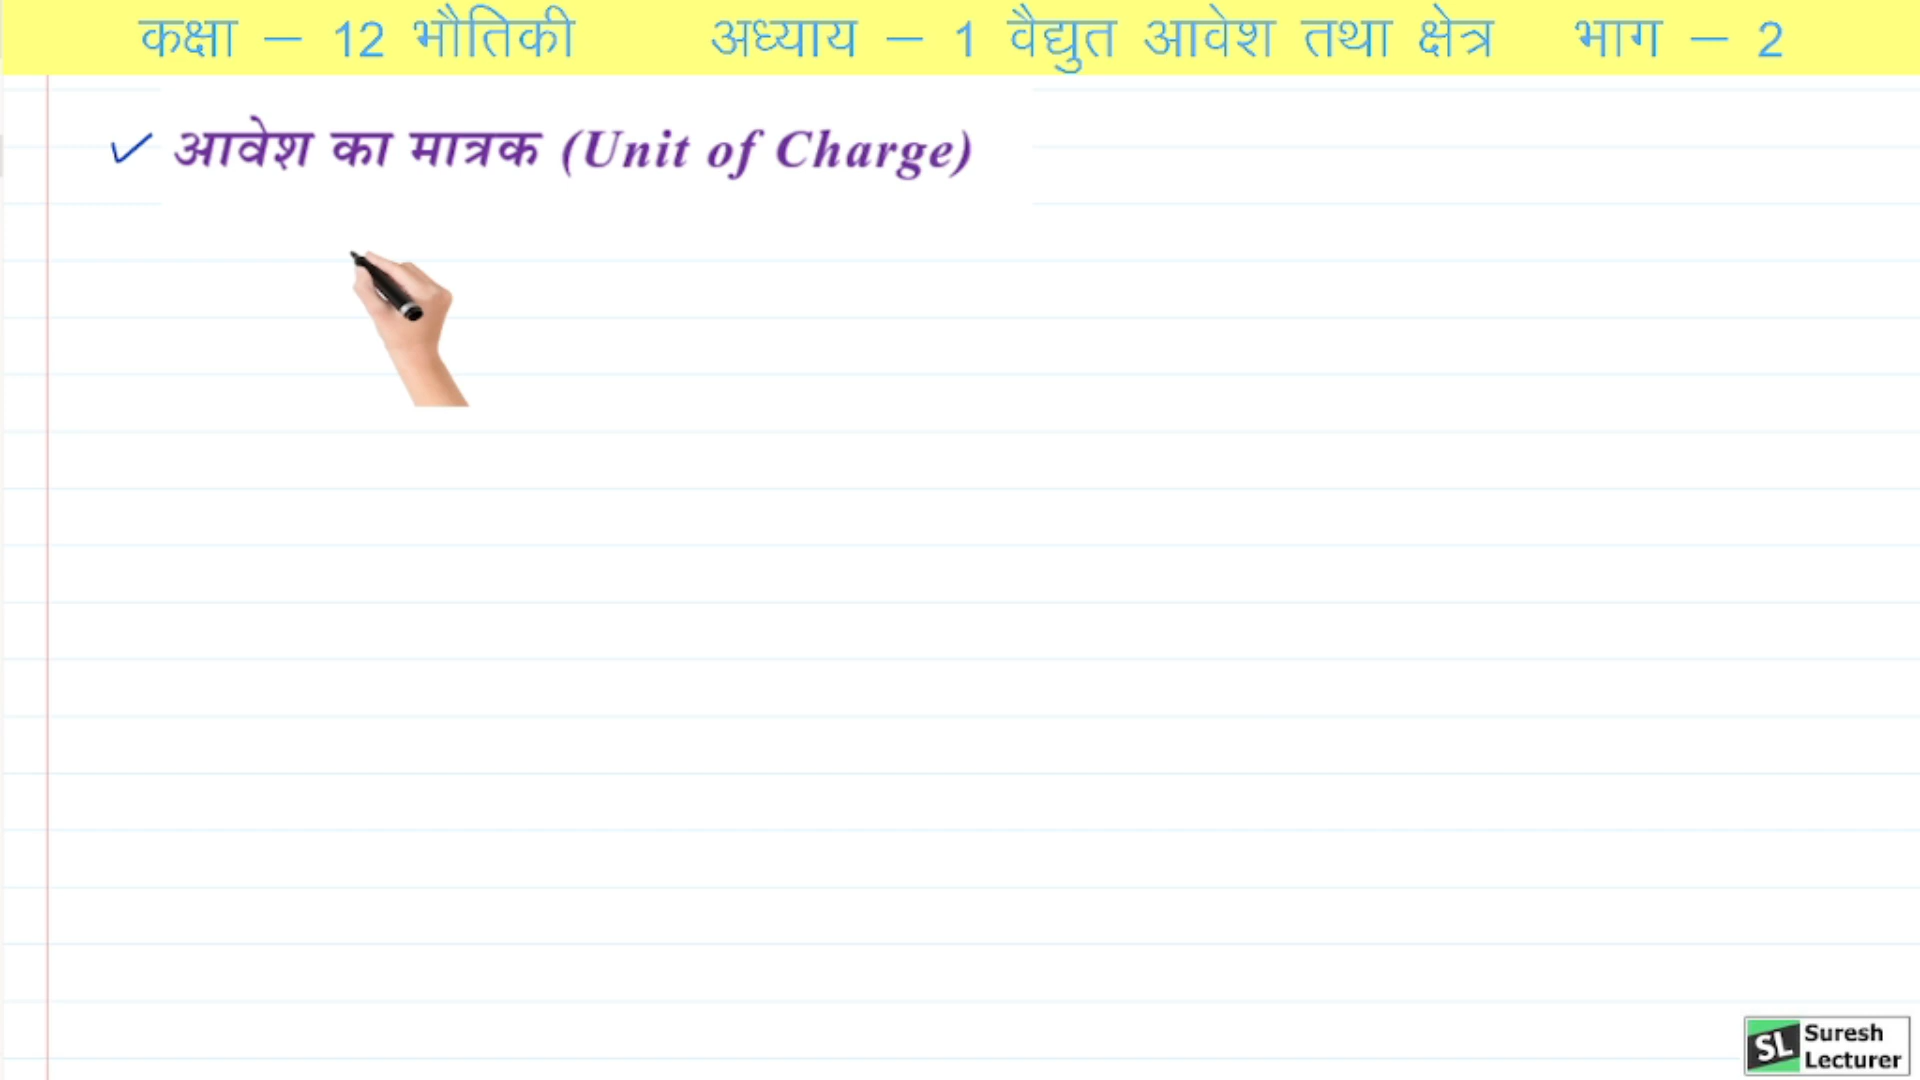 कक्षा – 12 भौतिकी अध्याय – 1 वैद्युत आवेश तथा क्षेत्र भाग – 2
✓ आवेश का मात्रक (Unit of Charge)
SL Suresh
Lecturer